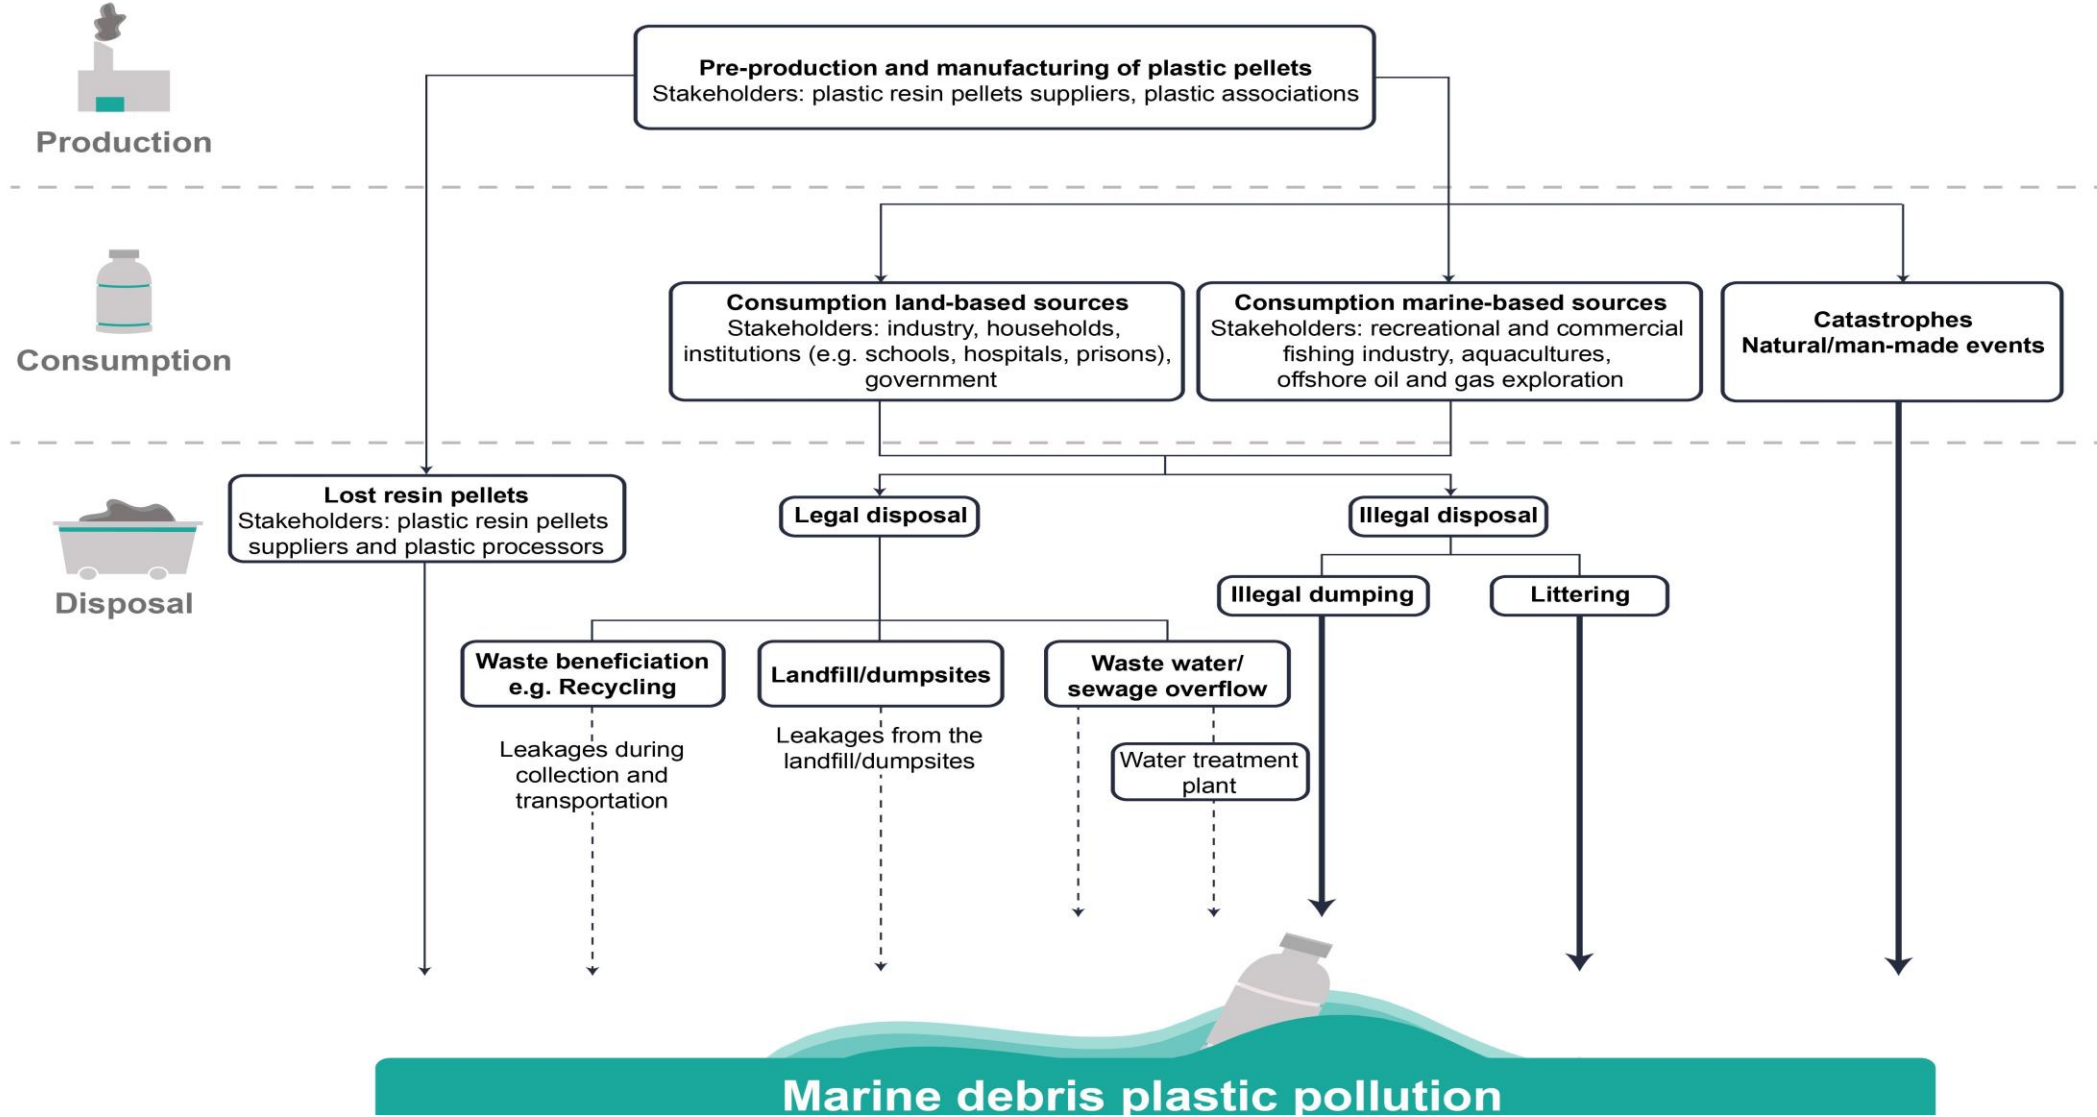 Production
Pre-production and manufacturing of plastic pellets
Stakeholders: plastic resin pellets suppliers, plastic associations
Consumption
Consumption land-based sources
Stakeholders: industry, households,
institutions (e.g. schools, hospitals, prisons),
government
Consumption marine-based sources
Stakeholders: recreational and commercial
fishing industry, aquacultures,
offshore oil and gas exploration
Catastrophes
Natural/man-made events
Disposal
Lost resin pellets
Stakeholders: plastic resin pellets
suppliers and plastic processors
Legal disposal
Illegal disposal
Illegal dumping
Littering
Waste beneficiation
e.g. Recycling
Landfill/dumpsites
Waste water/
sewage overflow
Leakages during
collection and
transportation
Leakages from the
landfill/dumpsites
Water treatment
plant
Marine debris plastic pollution